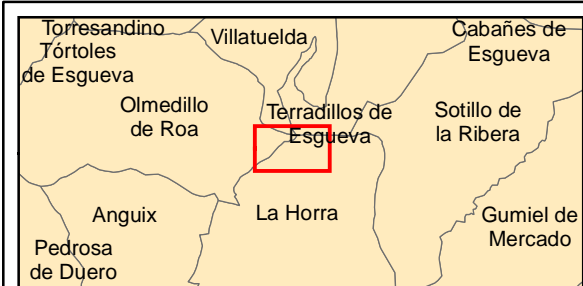 Torresandino
Tórtoles
de Esgueva
Villatuelda
Cabañes de
Esgueva
Olmedillo
de Roa
Terradillos de
Esgueva
Sotillo de
la Ribera
Anguix
La Horra
Gumiel de
Mercado
Pedrosa
de Duero